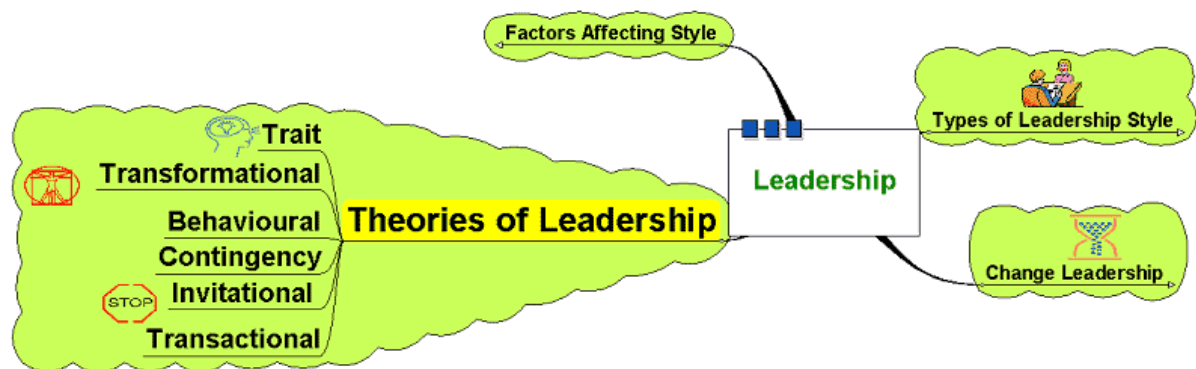 Factors Affecting Style
Types of Leadership Style
Leadership
Theories of Leadership
Trait
Transformational
Behavioural
Contingency
Invitational
STOP
Transactional
Change Leadership